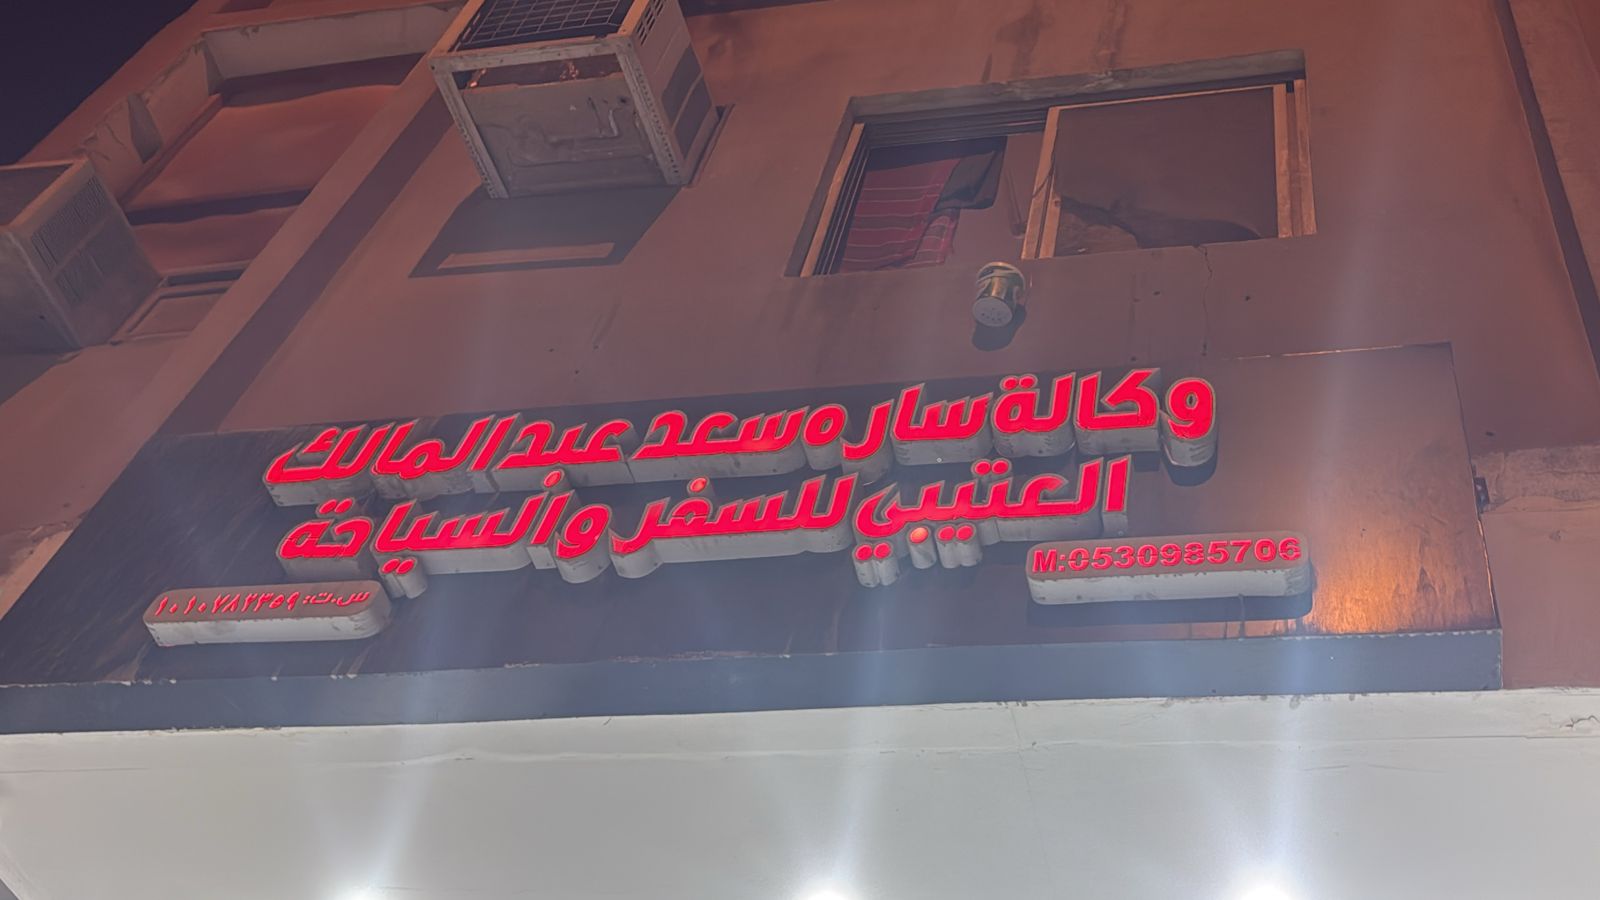 وكالة ساره سعد عبدالمالك
العتيبي للسفر والسياحة
M:0530985706
س.ت: ١٠١٠٧٨٢٣٥٩